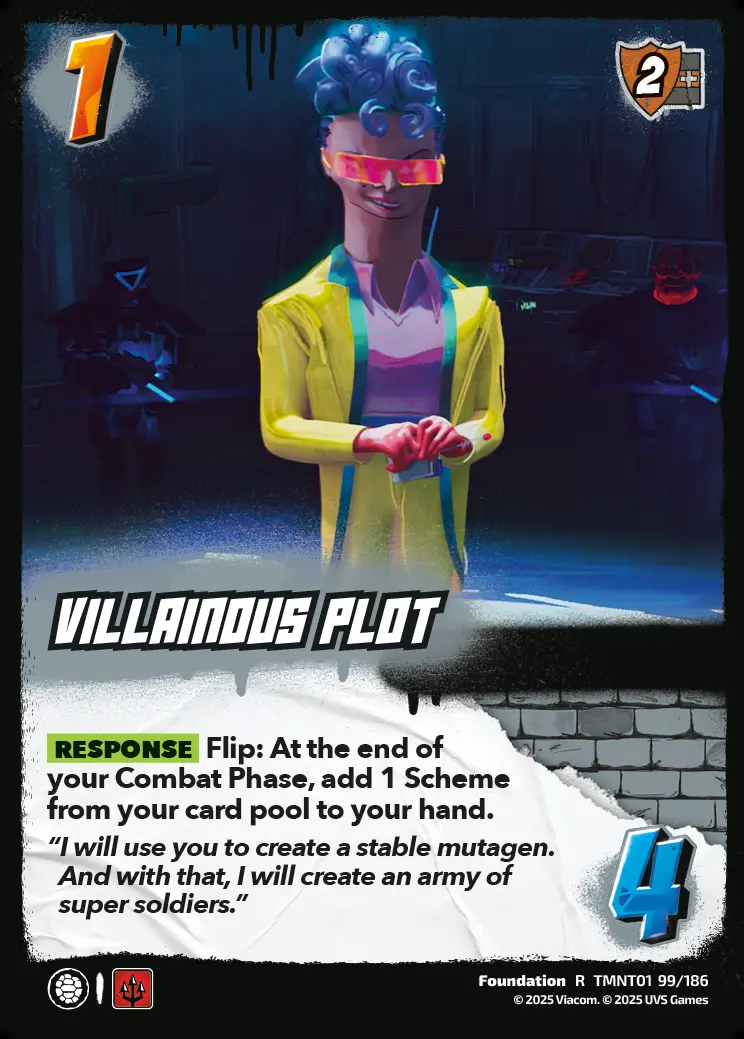 1
2
VILLAINOUS PLOT
RESPONSE Flip: At the end of
your Combat Phase, add 1 Scheme
from your card pool to your hand.
“I will use you to create a stable mutagen.
And with that, I will create an army of
super soldiers.”
4
Foundation R TMNT01 99/186
© 2025 Viacom. © 2025 UVS Games